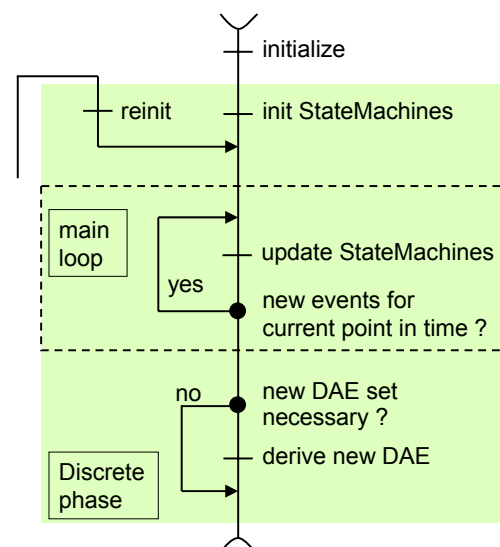 initialize
reinit
init StateMachines
main
loop
update StateMachines
yes
new events for
current point in time ?
no
new DAE set
necessary ?
derive new DAE
Discrete
phase